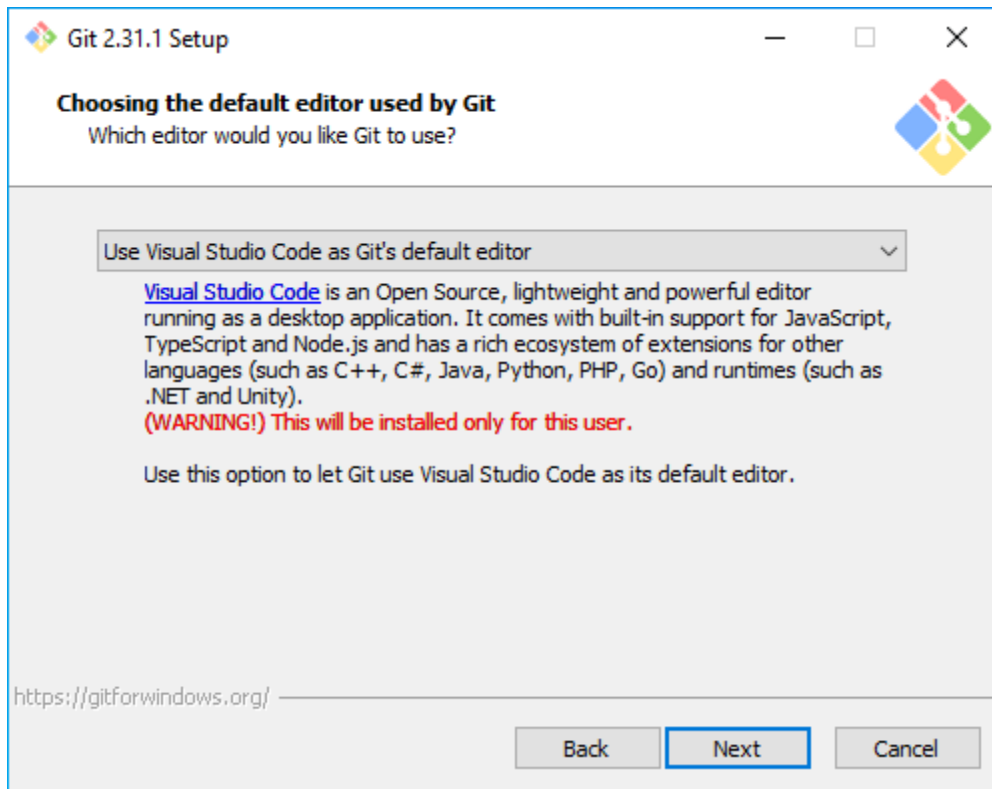 Git 2.31.1 Setup
Choosing the default editor used by Git
Which editor would you like Git to use?
Use Visual Studio Code as Git's default editor
Visual Studio Code is an Open Source, lightweight and powerful editor
running as a desktop application. It comes with built-in support for JavaScript,
TypeScript and Node.js and has a rich ecosystem of extensions for other
languages (such as C++, C#, Java, Python, PHP, Go) and runtimes (such as
.NET and Unity).
(WARNING!) This will be installed only for this user.
Use this option to let Git use Visual Studio Code as its default editor.
https://gitforwindows.org/
Back Next Cancel